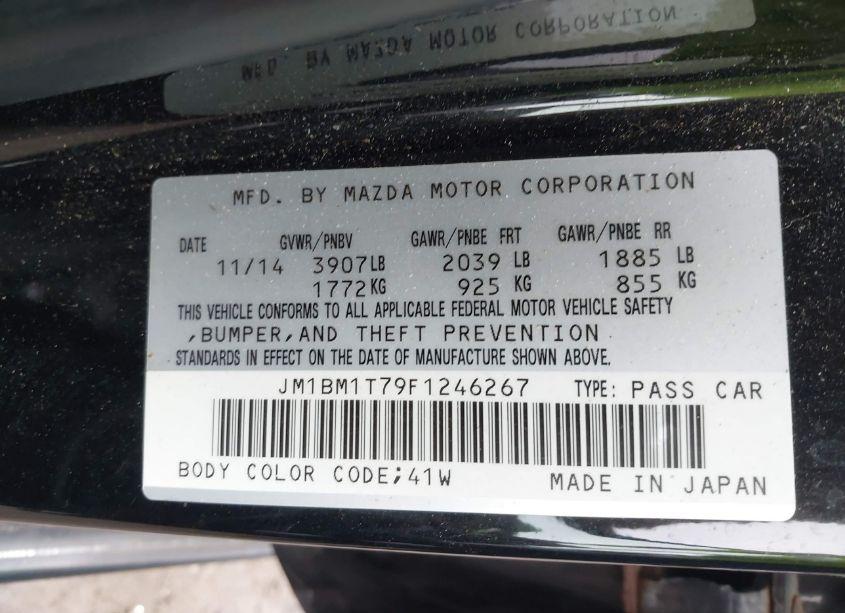 MFD. BY MAZDA MOTOR CORPORATION
MFD. BY MAZDA MOTOR CORPORATION
DATE GVWR/PNBV GAWR/PNBE FRT GAWR/PNBE RR
11/14 3907LB 2039 LB 1885 LB
1772KG 925 KG 855 KG
THIS VEHICLE CONFORMS TO ALL APPLICABLE FEDERAL MOTOR VEHICLE SAFETY
,BUMPER,AND THEFT PREVENTION
STANDARDS IN EFFECT ON THE DATE OF MANUFACTURE SHOWN ABOVE.
JM1BM1T79F1246267 TYPE: PASS CAR
BODY COLOR CODE;41W MADE IN JAPAN